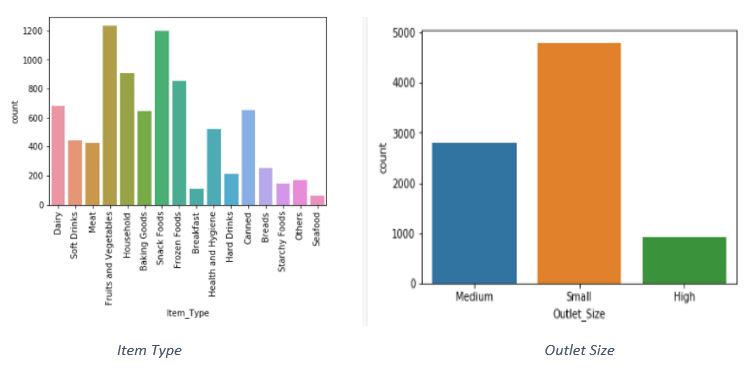 1200
1000
800
600
400
200
0
count
Dairy
Soft Drinks
Meat
Fruits and Vegetables
Household
Baking Goods
Snack Foods
Frozen Foods
Breakfast
Health and Hygiene
Hard Drinks
Canned
Breads
Starchy Foods
Others
Seafood
Item_Type
Item Type
5000
4000
3000
2000
1000
0
count
Medium Small High
Outlet_Size
Outlet Size